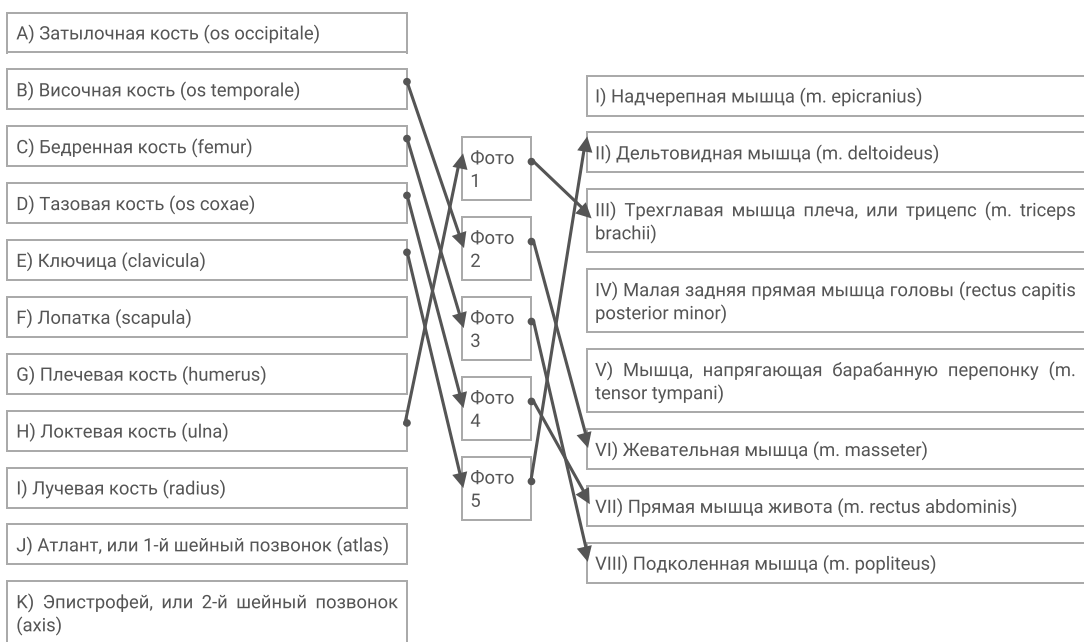 A) Затылочная кость (os occipitale)
B) Височная кость (os temporale)
C) Бедренная кость (femur)
D) Тазовая кость (os coxae)
E) Ключица (clavicula)
F) Лопатка (scapula)
G) Плечевая кость (humerus)
H) Локтевая кость (ulna)
I) Лучевая кость (radius)
J) Атлант, или 1-й шейный позвонок (atlas)
K) Эпистрофей, или 2-й шейный позвонок
(axis)
Фото
1
Фото
2
Фото
3
Фото
4
Фото
5
I) Надчерепная мышца (m. epicranius)
II) Дельтовидная мышца (m. deltoideus)
III) Трехглавая мышца плеча, или трицепс (m. triceps
brachii)
IV) Малая задняя прямая мышца головы (rectus capitis
posterior minor)
V) Мышца, напрягающая барабанную перепонку (m.
tensor tympani)
VI) Жевательная мышца (m. masseter)
VII) Прямая мышца живота (m. rectus abdominis)
VIII) Подколенная мышца (m. popliteus)